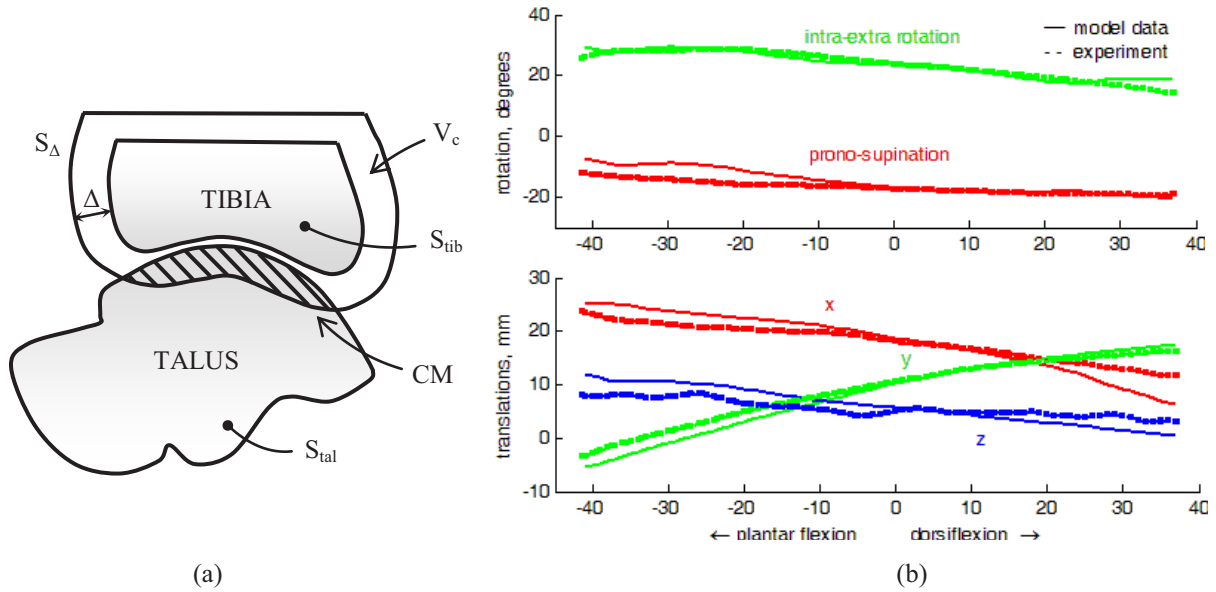 S_Δ
V_c
Δ
TIBIA
S_tib
TALUS
CM
S_tal
(a)
rotation, degrees
40
20
0
-20
intra-extra rotation
— model data
-- experiment
prono-supination
-40 -30 -20 -10 0 10 20 30 40
translations, mm
30
20
10
0
-10
x
y
z
-40 -30 -20 -10 0 10 20 30 40
← plantar flexion dorsiflexion →
(b)